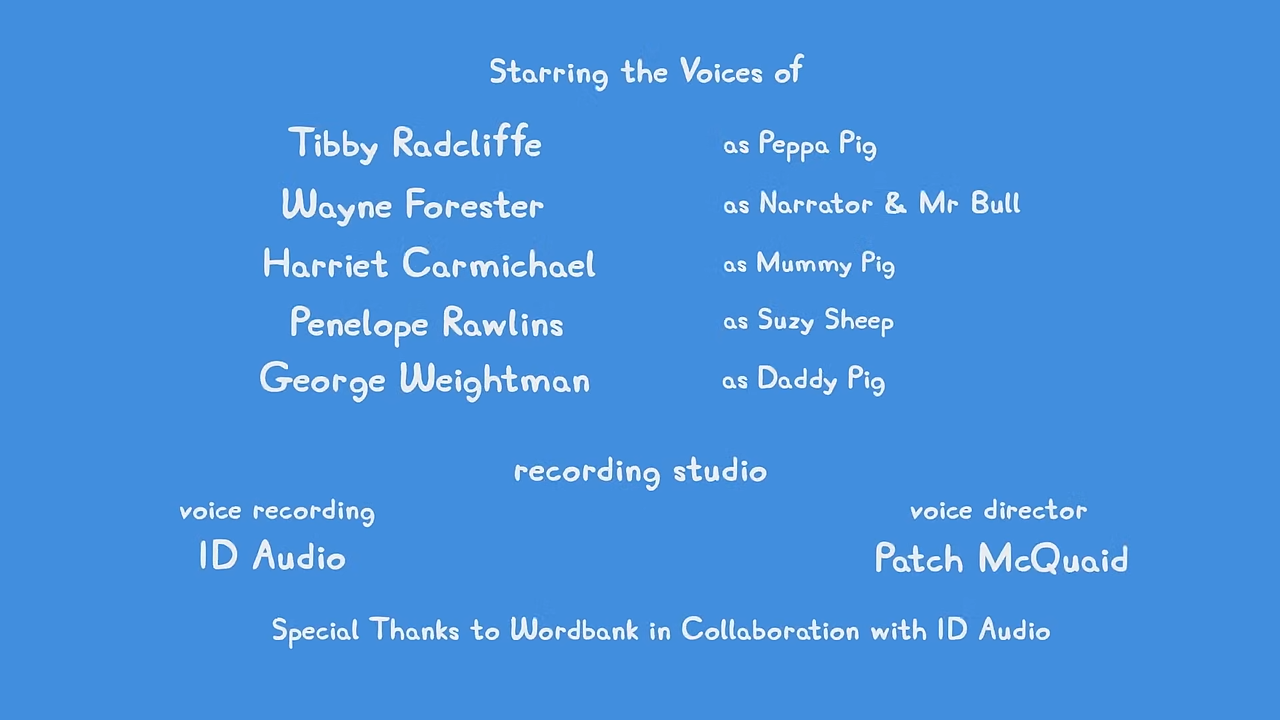 Starring the Voices of
Tibby Radcliffe as Peppa Pig
Wayne Forester as Narrator & Mr Bull
Harriet Carmichael as Mummy Pig
Penelope Rawlins as Suzy Sheep
George Weightman as Daddy Pig
recording studio
voice recording
ID Audio
voice director
Patch McQuaid
Special Thanks to Wordbank in Collaboration with ID Audio